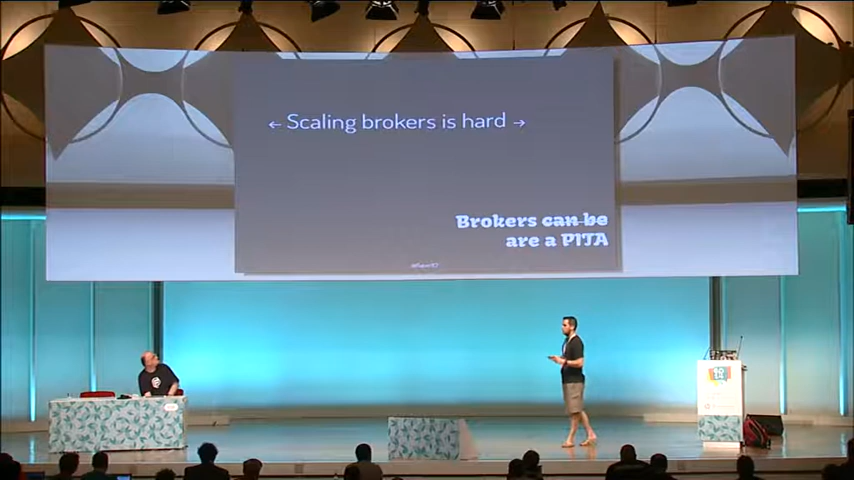 ← Scaling brokers is hard →
Brokers can be
are a PITA